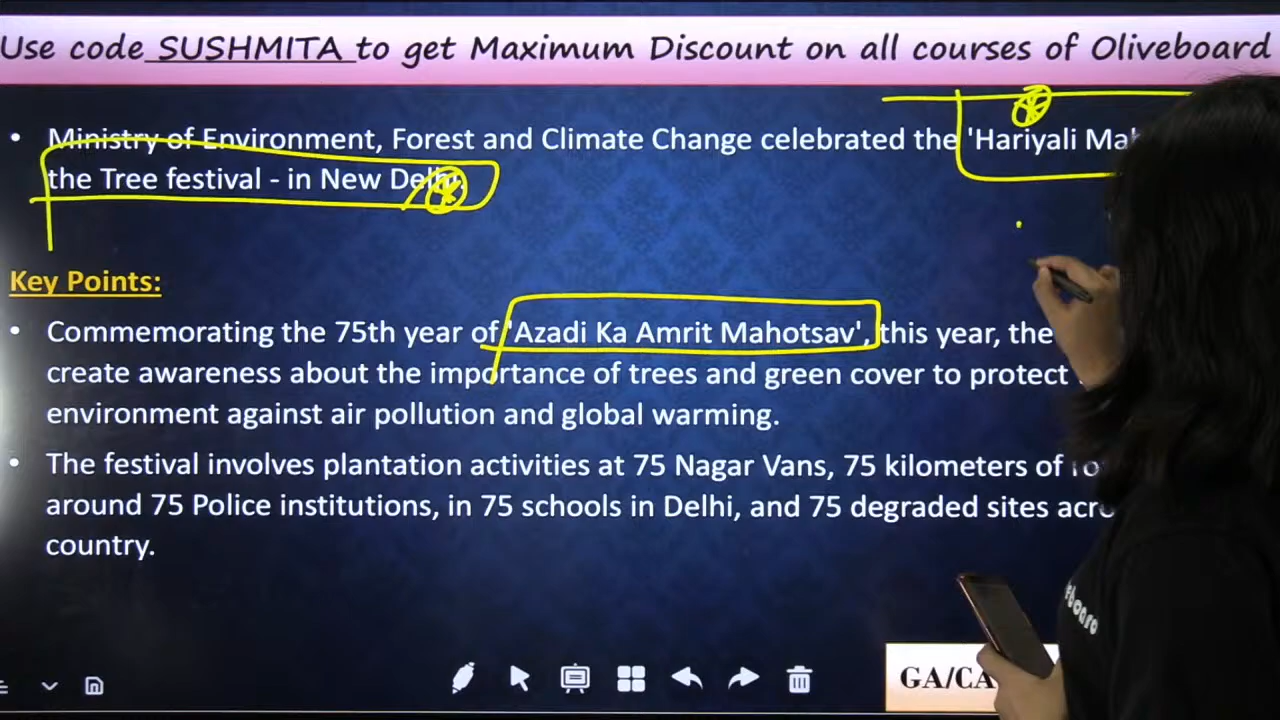 Use code SUSHMITA to get Maximum Discount on all courses of Oliveboard
• Ministry of Environment, Forest and Climate Change celebrated the 'Hariyali
the Tree festival - in New Delhi.
Key Points:
• Commemorating the 75th year of 'Azadi Ka Amrit Mahotsav', this year, the
create awareness about the importance of trees and green cover to protect
environment against air pollution and global warming.
• The festival involves plantation activities at 75 Nagar Vans, 75 kilometers of
around 75 Police institutions, in 75 schools in Delhi, and 75 degraded sites
country.
GA/CA